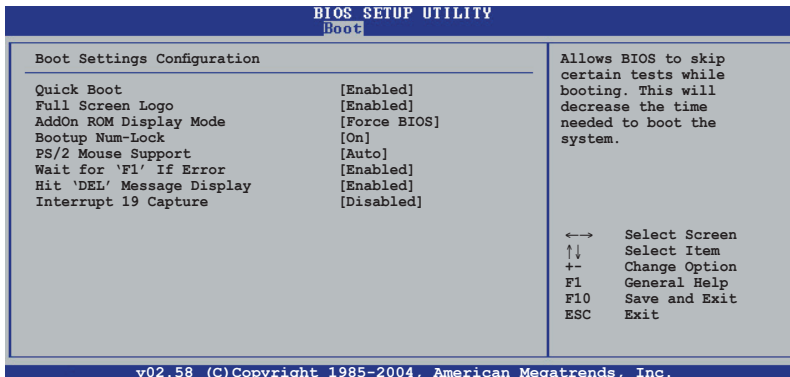 BIOS SETUP UTILITY
Boot
Boot Settings Configuration
Quick Boot [Enabled]
Full Screen Logo [Enabled]
AddOn ROM Display Mode [Force BIOS]
Bootup Num-Lock [On]
PS/2 Mouse Support [Auto]
Wait for ‘F1’ If Error [Enabled]
Hit ‘DEL’ Message Display [Enabled]
Interrupt 19 Capture [Disabled]
Allows BIOS to skip
certain tests while
booting. This will
decrease the time
needed to boot the
system.
←→ Select Screen
↑↓ Select Item
+- Change Option
F1 General Help
F10 Save and Exit
ESC Exit
v02.58 (C)Copyright 1985-2004, American Megatrends, Inc.